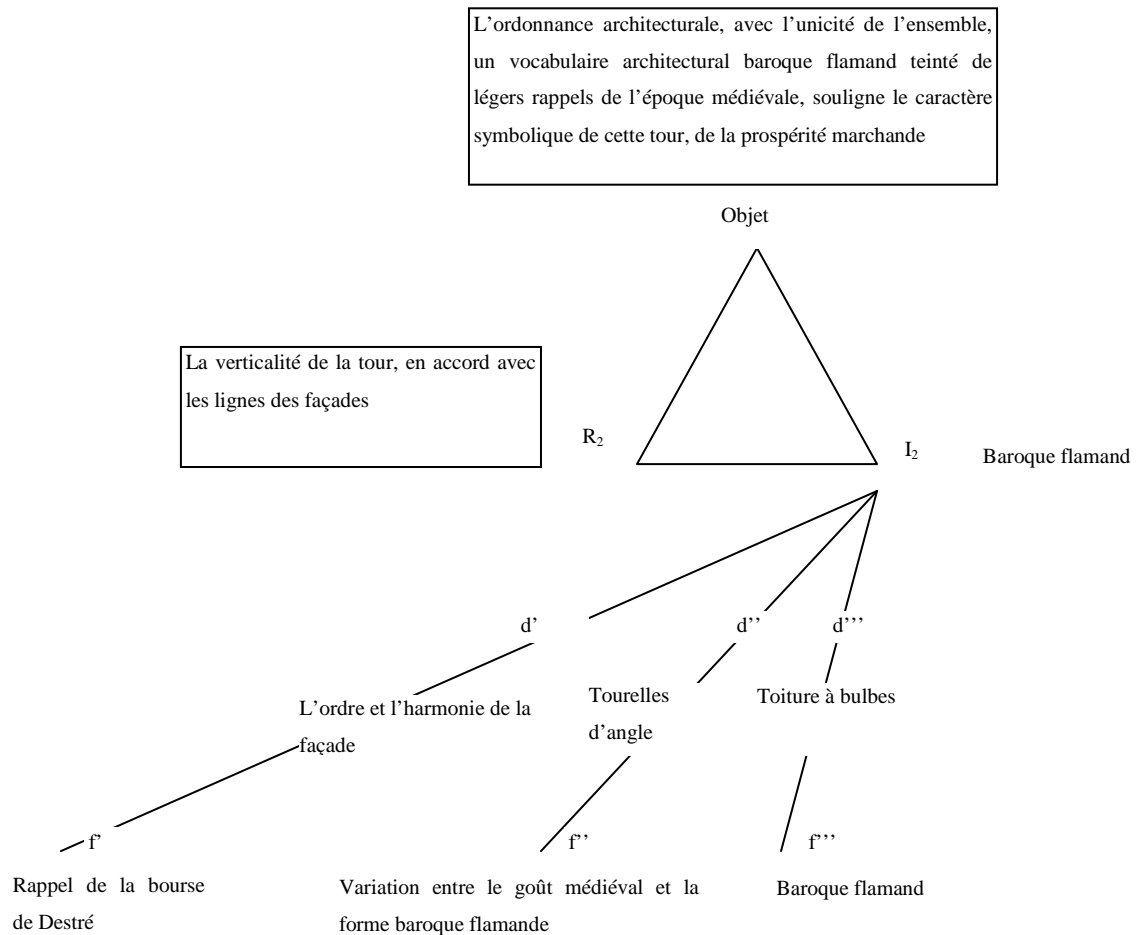 L’ordonnance architecturale, avec l’unicité de l’ensemble,
un vocabulaire architectural baroque flamand teinté de
légers rappels de l’époque médiévale, souligne le caractère
symbolique de cette tour, de la prospérité marchande
Objet
La verticalité de la tour, en accord avec
les lignes des façades
R₂
I₂
Baroque flamand
d’
d’’
d’’’
L’ordre et l’harmonie de la
façade
Tourelles
d’angle
Toiture à bulbes
f’
f’’
f’’’
Rappel de la bourse
de Destré
Variation entre le goût médiéval et la
forme baroque flamande
Baroque flamand